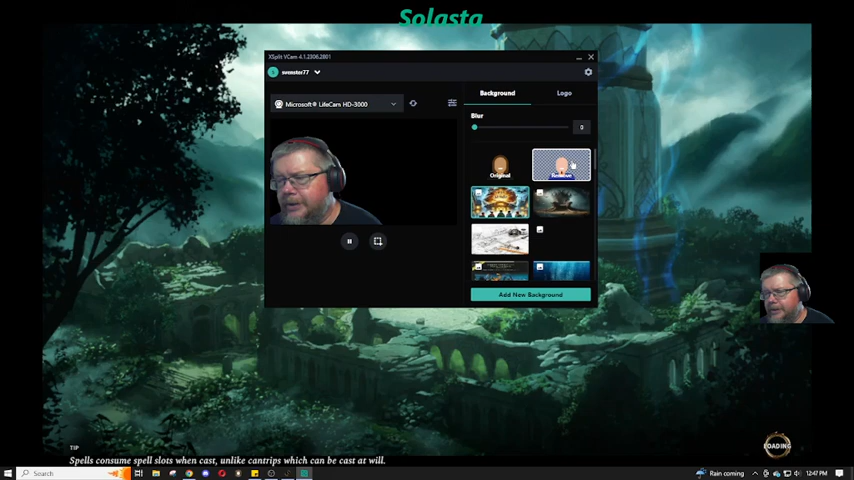 Solasta
XSplit VCam 4.1.2306.2801
svenster77
Background
Logo
Microsoft® LifeCam HD-3000
Blur
0
Original
Remove
Add New Background
LOADING
TIP
Spells consume spell slots when cast, unlike cantrips which can be cast at will.
Search
Rain coming
12:47 PM